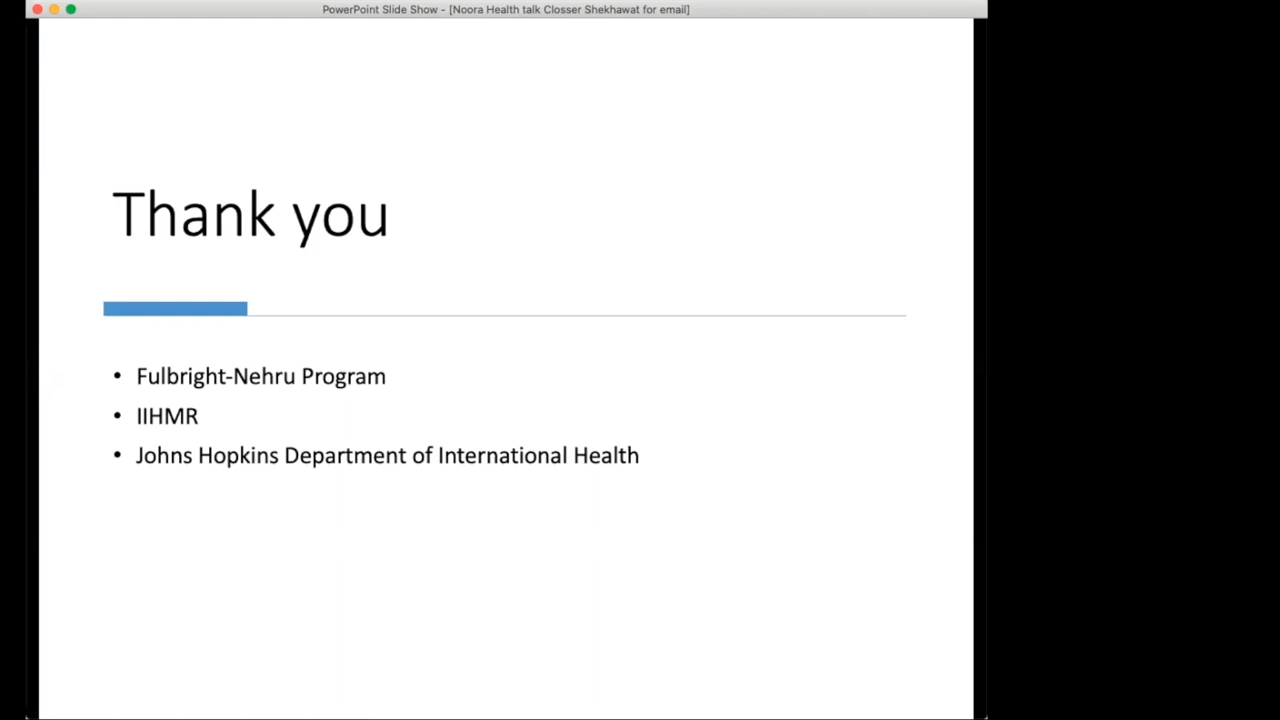 PowerPoint Slide Show - [Noora Health talk Closser Shekhawat for email]
Thank you
• Fulbright-Nehru Program
• IIHMR
• Johns Hopkins Department of International Health